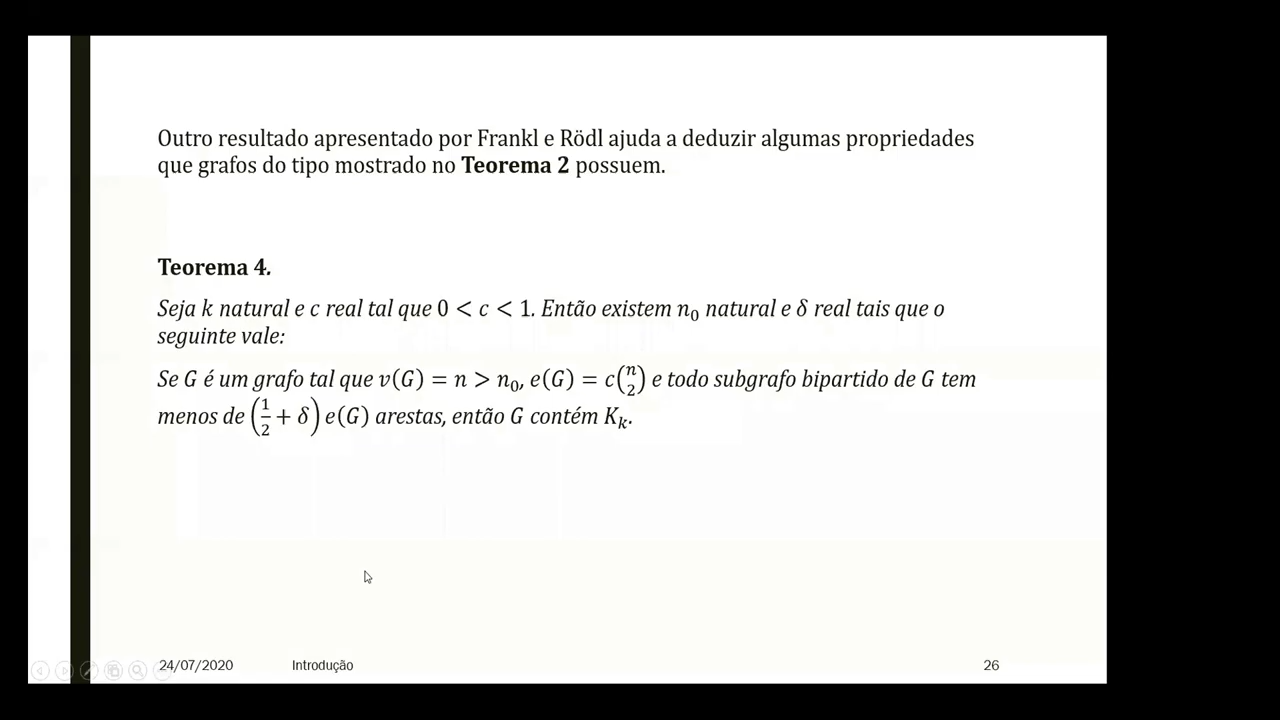 Outro resultado apresentado por Frankl e Rödl ajuda a deduzir algumas propriedades
que grafos do tipo mostrado no Teorema 2 possuem.
Teorema 4.
Seja k natural e c real tal que 0 < c < 1. Então existem n₀ natural e δ real tais que o
seguinte vale:
Se G é um grafo tal que v(G) = n > n₀, e(G) = c(n 2) e todo subgrafo bipartido de G tem
menos de (1/2 + δ) e(G) arestas, então G contém Kₖ.
24/07/2020 Introdução 26